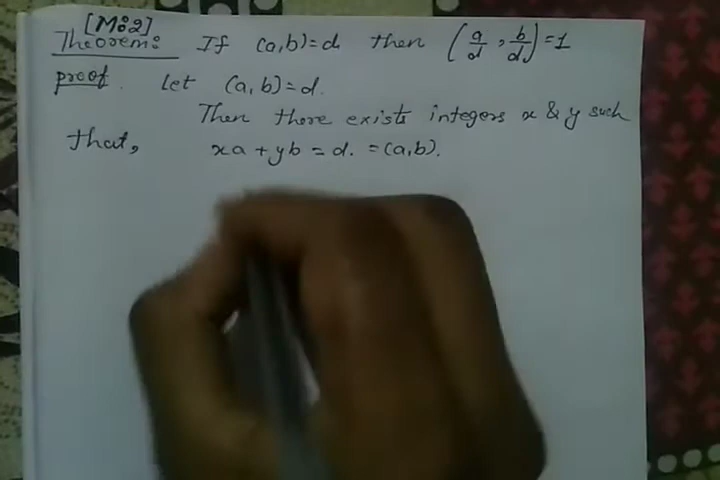 [M:2]
Theorem: If (a,b)=d then (a/d, b/d)=1
proof. Let (a,b)=d.
Then there exists integers x & y such
that, xa+yb=d.=(a,b).